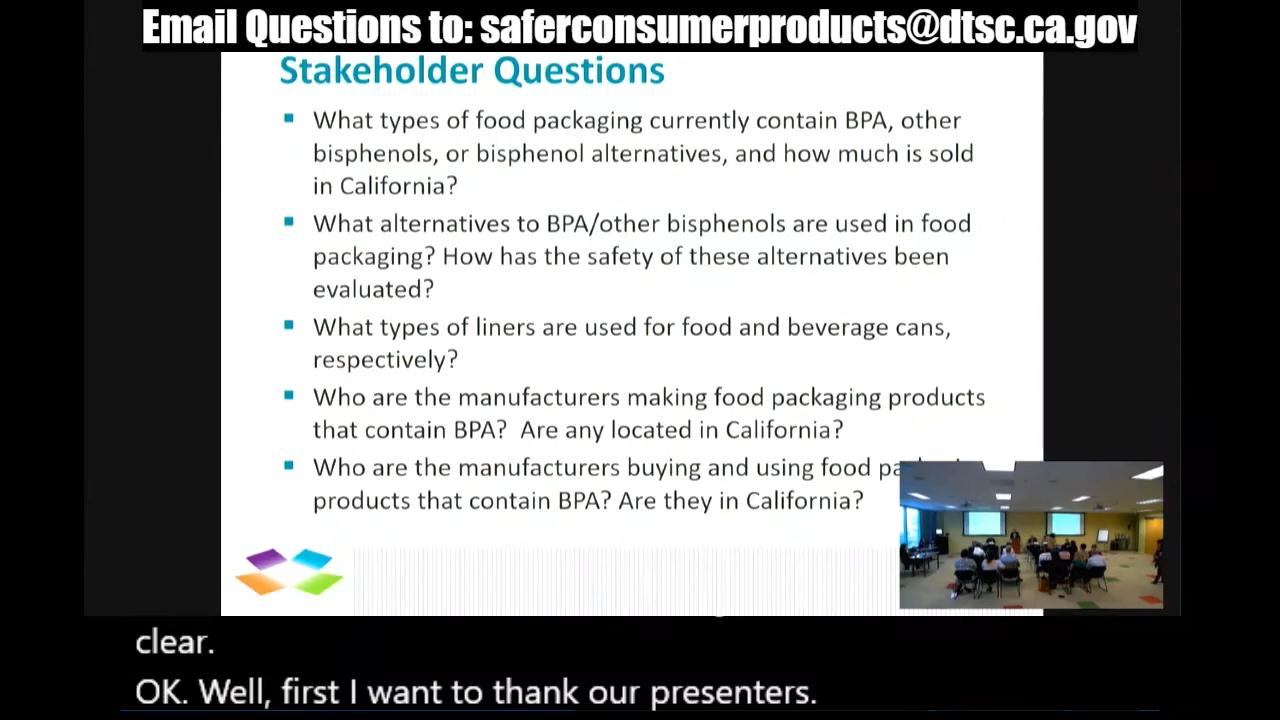 Email Questions to: saferconsumerproducts@dtsc.ca.gov
Stakeholder Questions
▪ What types of food packaging currently contain BPA, other
bisphenols, or bisphenol alternatives, and how much is sold
in California?
▪ What alternatives to BPA/other bisphenols are used in food
packaging? How has the safety of these alternatives been
evaluated?
▪ What types of liners are used for food and beverage cans,
respectively?
▪ Who are the manufacturers making food packaging products
that contain BPA? Are any located in California?
▪ Who are the manufacturers buying and using food
products that contain BPA? Are they in California?
clear.
OK. Well, first I want to thank our presenters.